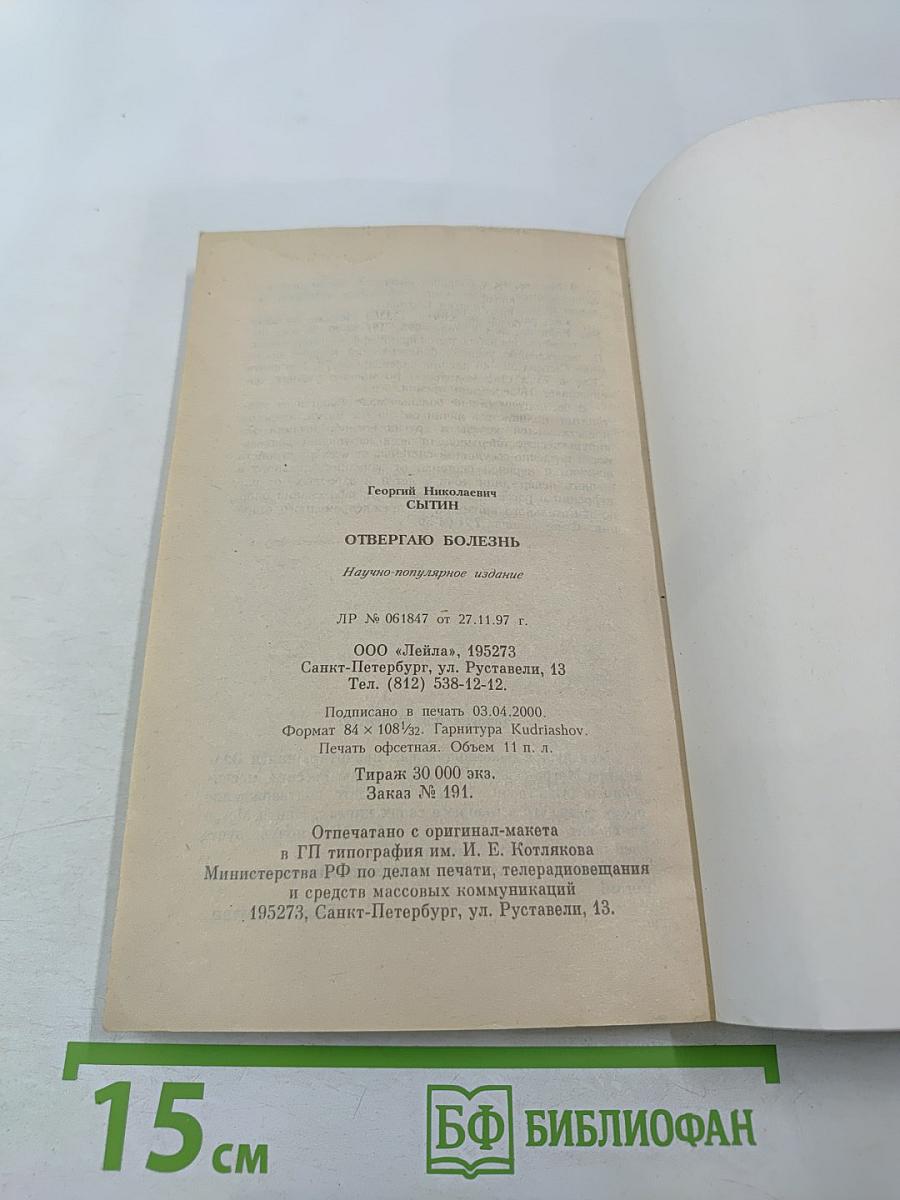 Георгий Николаевич
СЫТИН
ОТВЕРГАЮ БОЛЕЗНЬ
Научно-популярное издание
ЛР № 061847 от 27.11.97 г.
ООО «Лейла», 195273
Санкт-Петербург, ул. Руставели, 13
Тел. (812) 538-12-12.
Подписано в печать 03.04.2000.
Формат 84 × 108 1/32. Гарнитура Kudriashov.
Печать офсетная. Объем 11 п. л.
Тираж 30 000 экз.
Заказ № 191.
Отпечатано с оригинал-макета
в ГП типография им. И. Е. Котлякова
Министерства РФ по делам печати, телерадиовещания
и средств массовых коммуникаций
195273, Санкт-Петербург, ул. Руставели, 13.
15 см
БФ БИБЛИОФАН